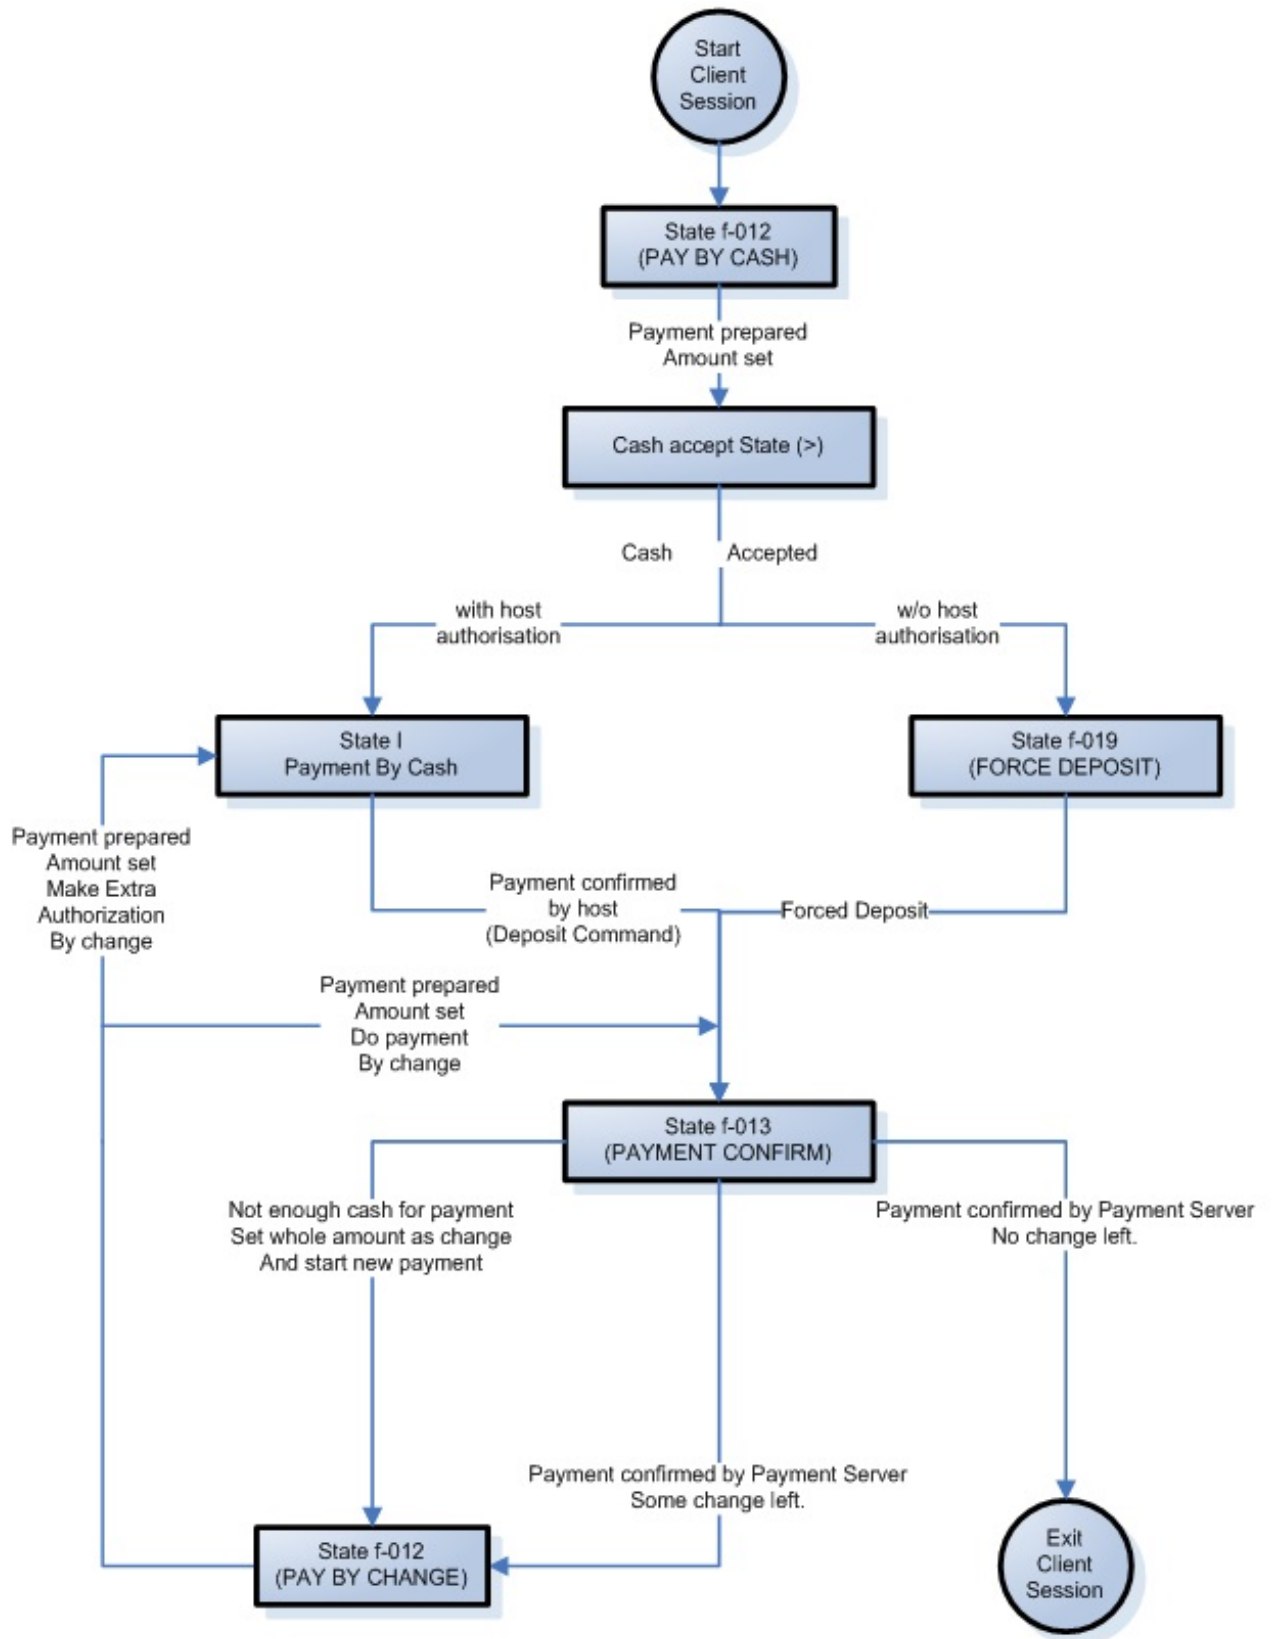 Start
Client
Session
State f-012
(PAY BY CASH)
Payment prepared
Amount set
Cash accept State (>)
Cash Accepted
with host
authorisation
w/o host
authorisation
State I
Payment By Cash
State f-019
(FORCE DEPOSIT)
Payment prepared
Amount set
Make Extra
Authorization
By change
Payment confirmed
by host
(Deposit Command)
Forced Deposit
Payment prepared
Amount set
Do payment
By change
State f-013
(PAYMENT CONFIRM)
Not enough cash for payment
Set whole amount as change
And start new payment
Payment confirmed by Payment Server
No change left.
Payment confirmed by Payment Server
Some change left.
State f-012
(PAY BY CHANGE)
Exit
Client
Session